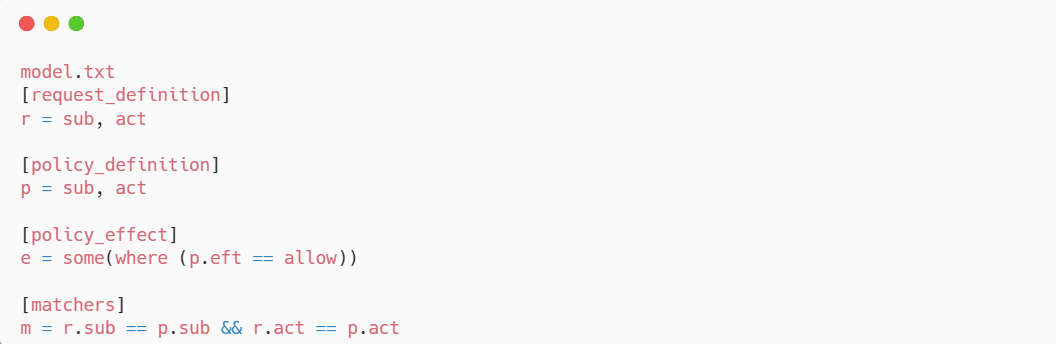 model.txt
[request_definition]
r = sub, act
[policy_definition]
p = sub, act
[policy_effect]
e = some(where (p.eft == allow))
[matchers]
m = r.sub == p.sub && r.act == p.act